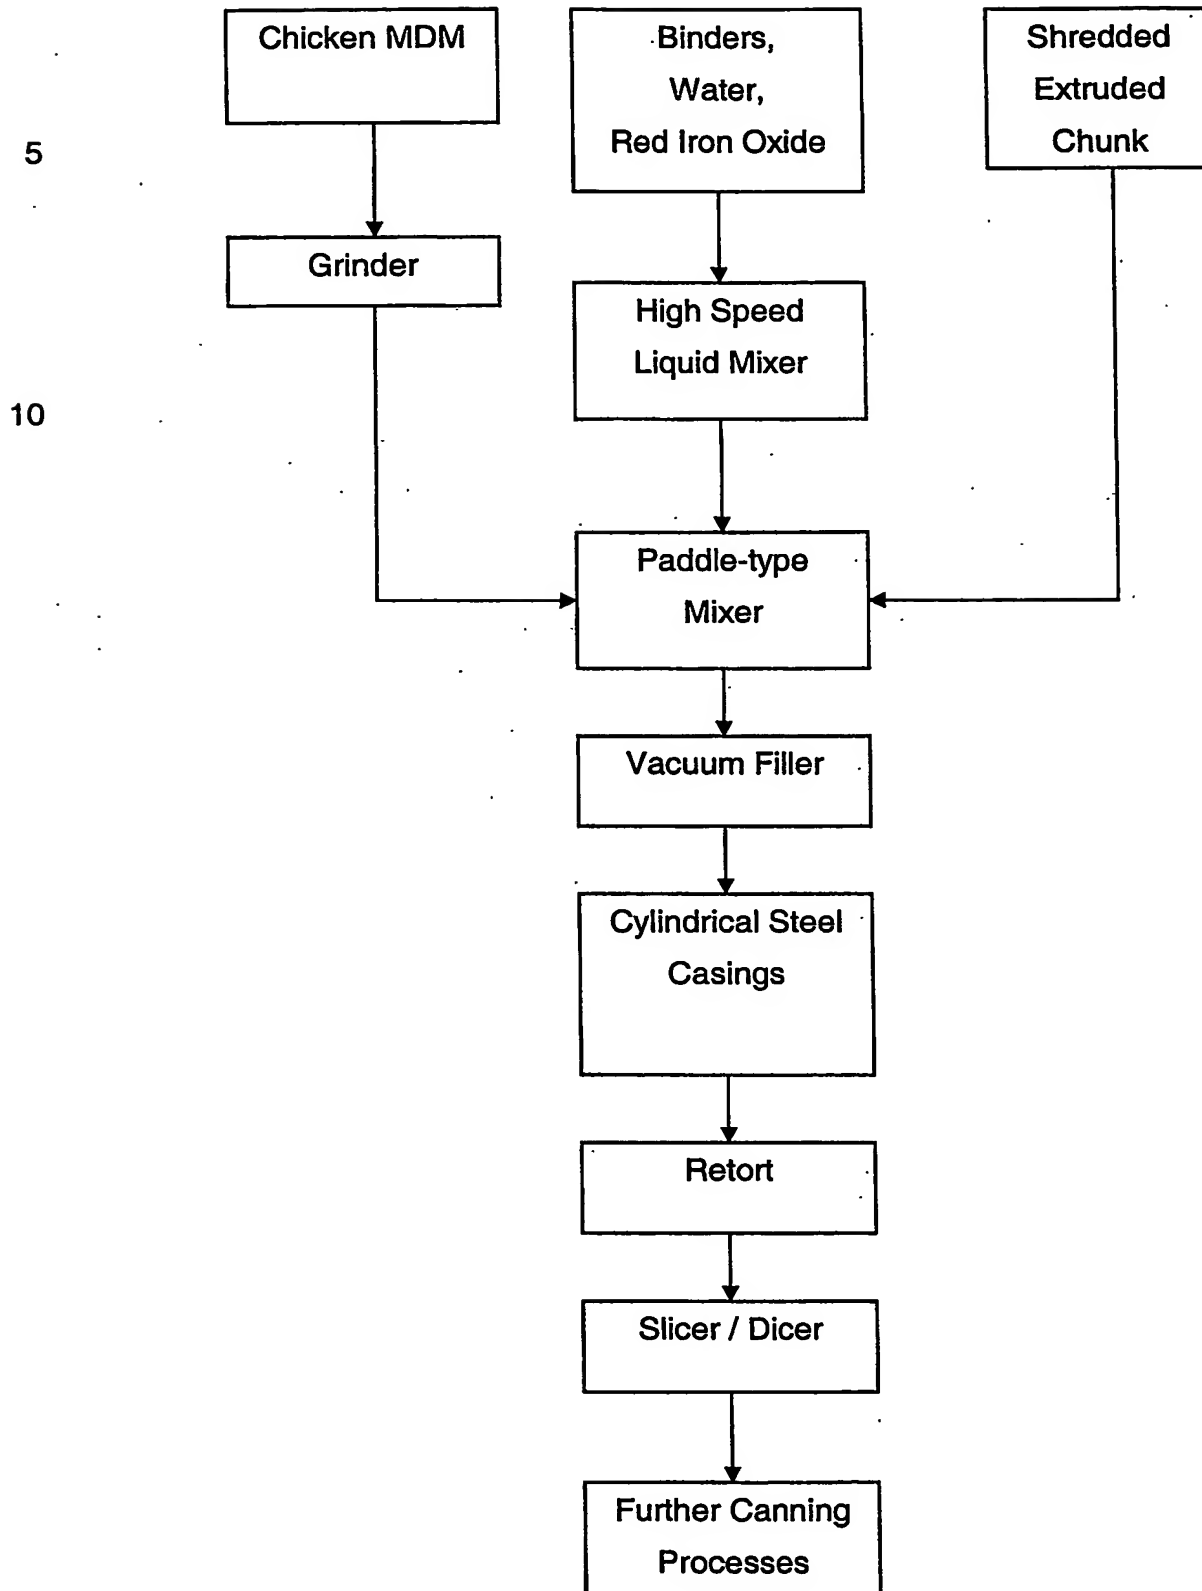 Chicken MDM
Binders,
Water,
Red Iron Oxide
Shredded
Extruded
Chunk
5
Grinder
High Speed
Liquid Mixer
10
Paddle-type
Mixer
Vacuum Filler
Cylindrical Steel
Casings
Retort
Slicer / Dicer
Further Canning
Processes